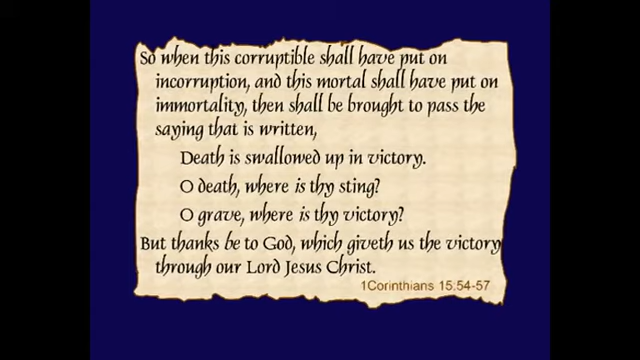 So when this corruptible shall have put on
incorruption, and this mortal shall have put on
immortality, then shall be brought to pass the
saying that is written,
Death is swallowed up in victory.
O death, where is thy sting?
O grave, where is thy victory?
But thanks be to God, which giveth us the victory
through our Lord Jesus Christ.
1Corinthians 15:54-57